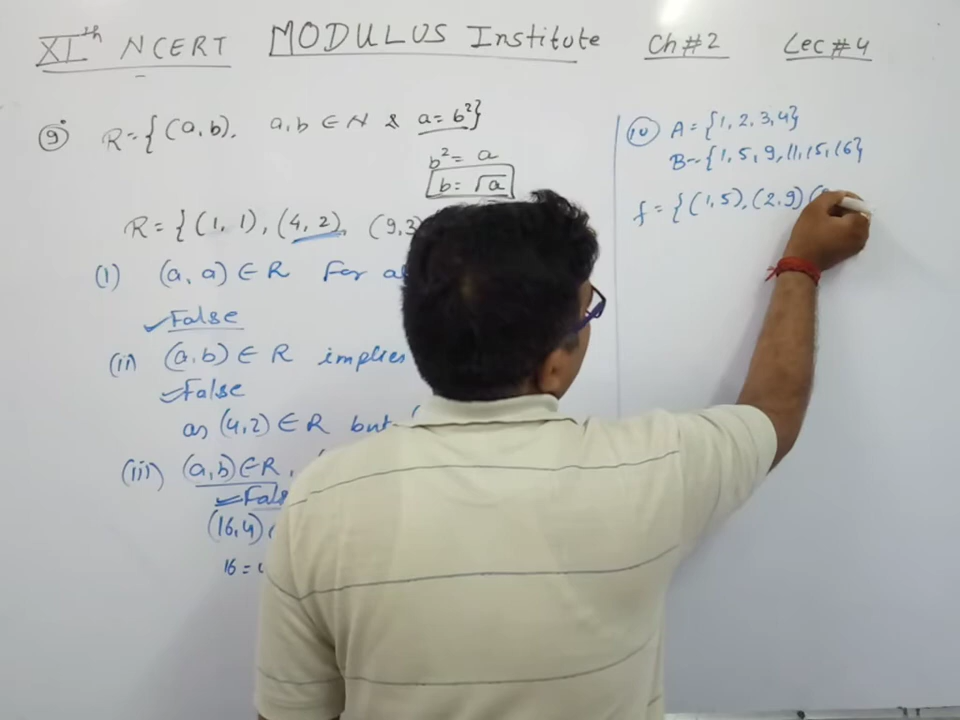 XIth NCERT MODULUS Institute Ch#2 Lec#4
9 R={(a,b), a,b ∈ N & a=b²}
b² = a
b = √a
R = {(1,1), (4,2), (9,3
(i) (a,a) ∈ R For
False
(ii) (a,b) ∈ R implies
False
as (4,2) ∈ R but
(iii) (a,b) ∈ R,
False
(16,4)
16 =
10 A = {1,2,3,4}
B = {1,5,9,11,15,16}
f = {(1,5),(2,9)(